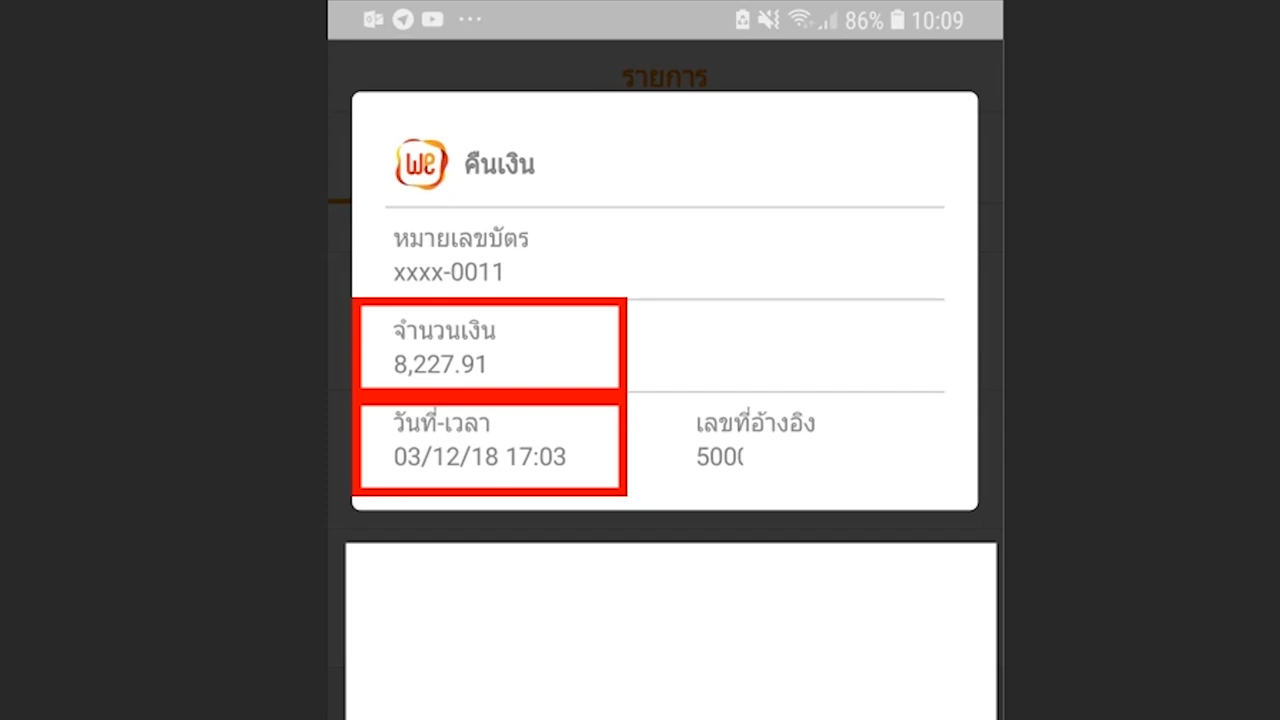 86% 10:09
รายการ
we คืนเงิน
หมายเลขบัตร
xxxx-0011
จำนวนเงิน
8,227.91
วันที่-เวลา
03/12/18 17:03
เลขที่อ้างอิง
5000